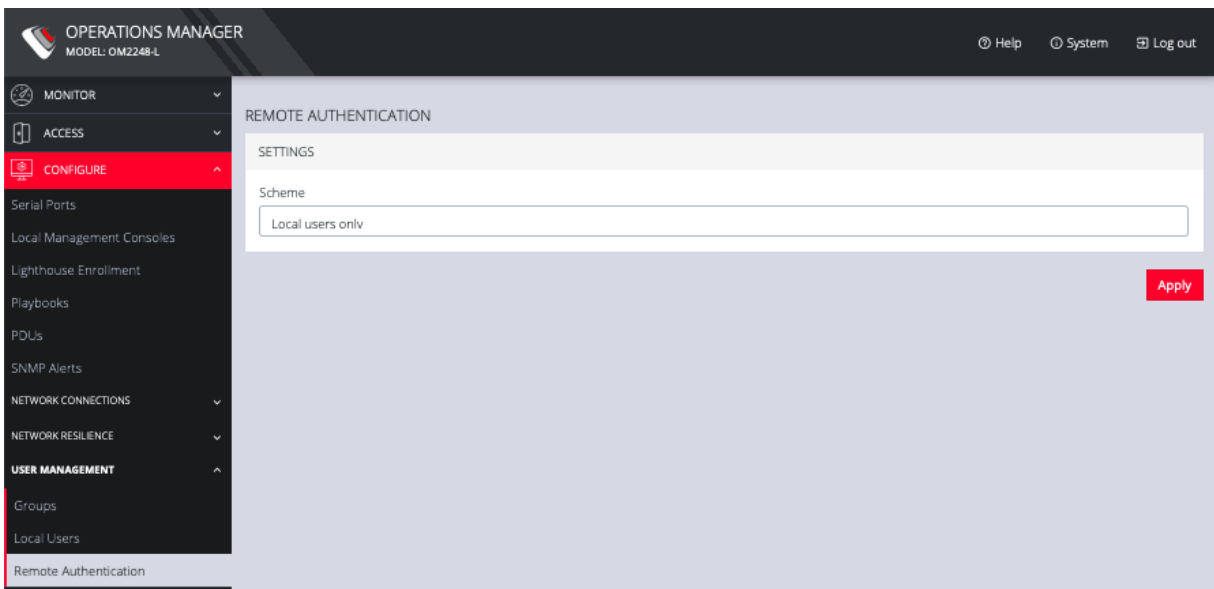 OPERATIONS MANAGER
MODEL: OM2248-L
Help
System
Log out
MONITOR
ACCESS
CONFIGURE
Serial Ports
Local Management Consoles
Lighthouse Enrollment
Playbooks
PDUs
SNMP Alerts
NETWORK CONNECTIONS
NETWORK RESILIENCE
USER MANAGEMENT
Groups
Local Users
Remote Authentication
REMOTE AUTHENTICATION
SETTINGS
Scheme
Local users only
Apply